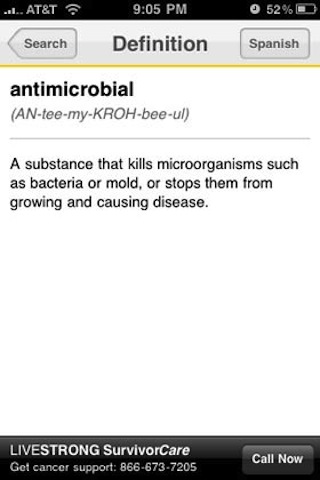 AT&T 9:05 PM 52%
Search Definition Spanish
antimicrobial
(AN-tee-my-KROH-bee-ul)
A substance that kills microorganisms such
as bacteria or mold, or stops them from
growing and causing disease.
LIVESTRONG SurvivorCare
Get cancer support: 866-673-7205
Call Now